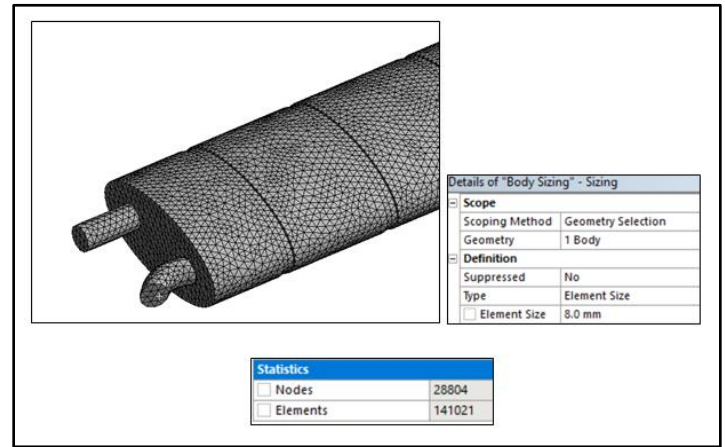 Details of "Body Sizing" - Sizing
Scope
Scoping Method Geometry Selection
Geometry 1 Body
Definition
Suppressed No
Type Element Size
Element Size 8.0 mm
Statistics
Nodes 28804
Elements 141021